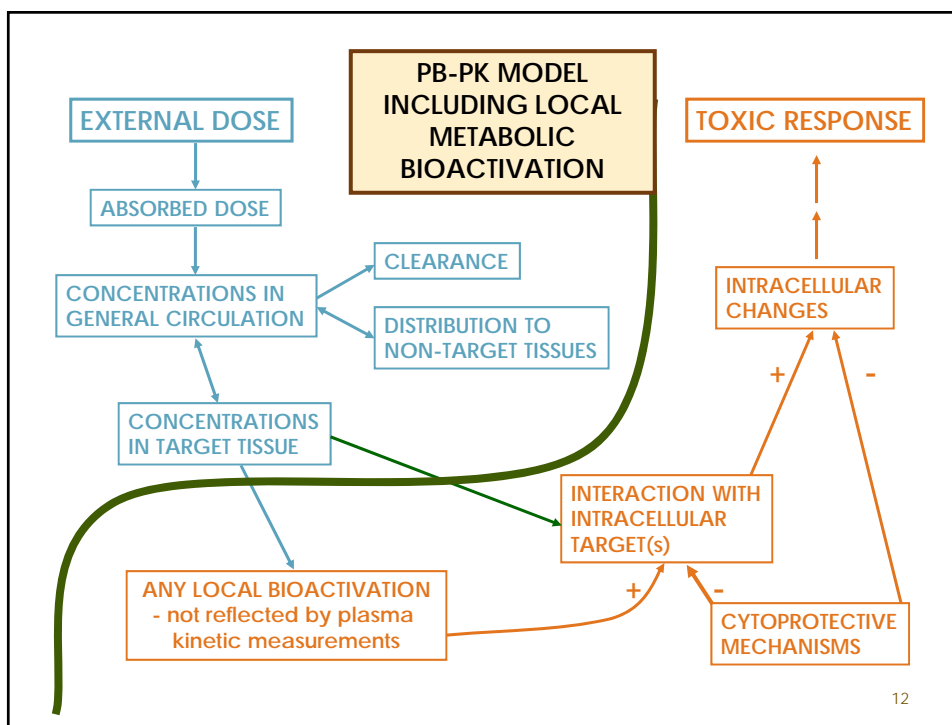 PB-PK MODEL
INCLUDING LOCAL
METABOLIC
BIOACTIVATION
EXTERNAL DOSE
TOXIC RESPONSE
ABSORBED DOSE
CLEARANCE
CONCENTRATIONS IN
GENERAL CIRCULATION
INTRACELLULAR
CHANGES
DISTRIBUTION TO
NON-TARGET TISSUES
+
-
CONCENTRATIONS
IN TARGET TISSUE
INTERACTION WITH
INTRACELLULAR
TARGET(s)
ANY LOCAL BIOACTIVATION
- not reflected by plasma
kinetic measurements
+
-
CYTOPROTECTIVE
MECHANISMS
12